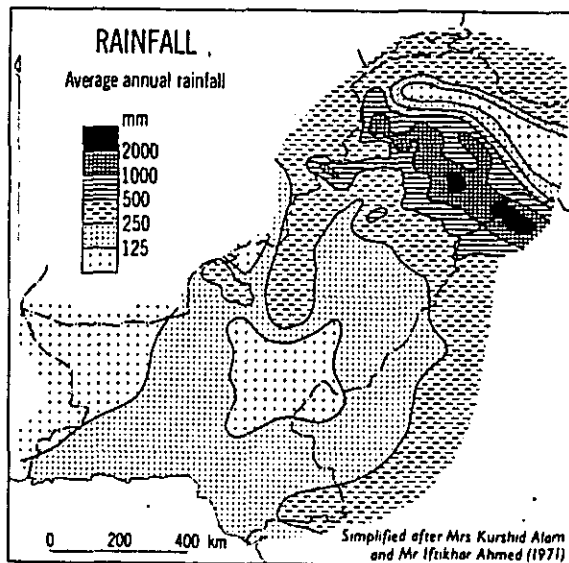 RAINFALL
Average annual rainfall
mm
2000
1000
500
250
125
0 200 400 km
Simplified after Mrs Kurshid Alam
and Mr Iftikhar Ahmed (1971)